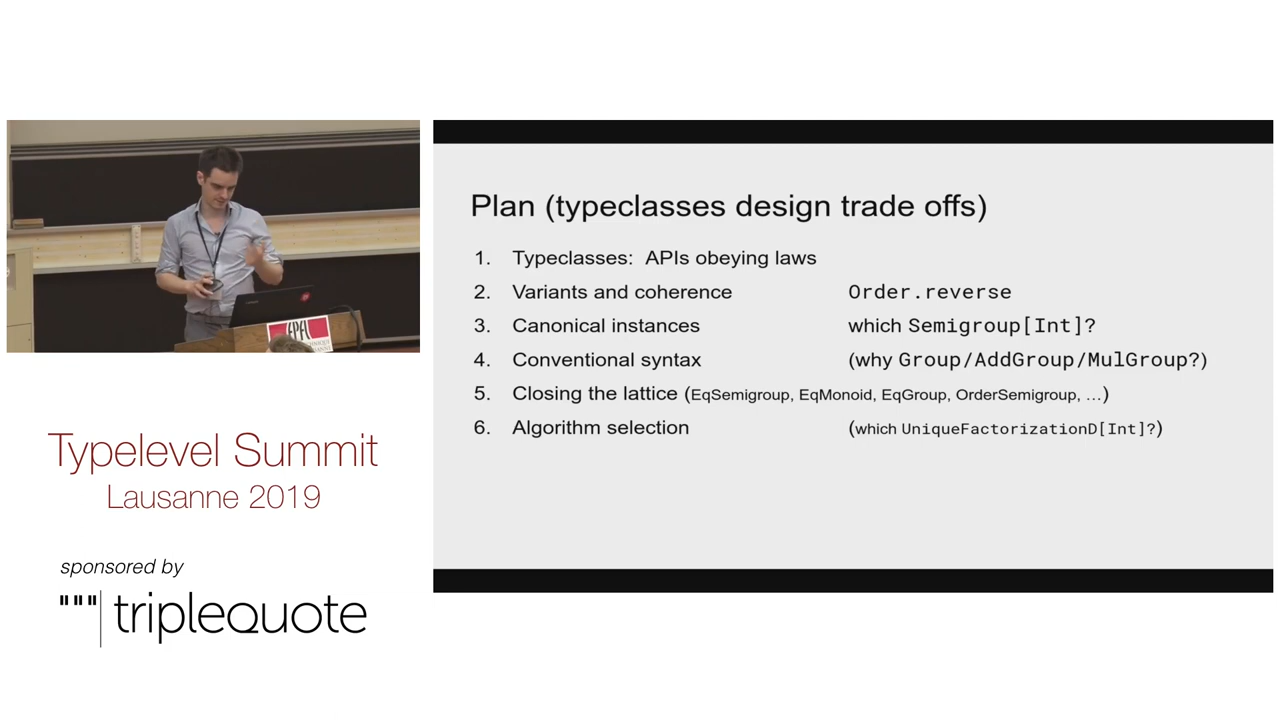 Plan (typeclasses design trade offs)
1. Typeclasses: APIs obeying laws
2. Variants and coherence Order.reverse
3. Canonical instances which Semigroup[Int]?
4. Conventional syntax (why Group/AddGroup/MulGroup?)
5. Closing the lattice (EqSemigroup, EqMonoid, EqGroup, OrderSemigroup, …)
6. Algorithm selection (which UniqueFactorizationD[Int]?)
EPFL
Typelevel Summit
Lausanne 2019
sponsored by
"""|triplequote